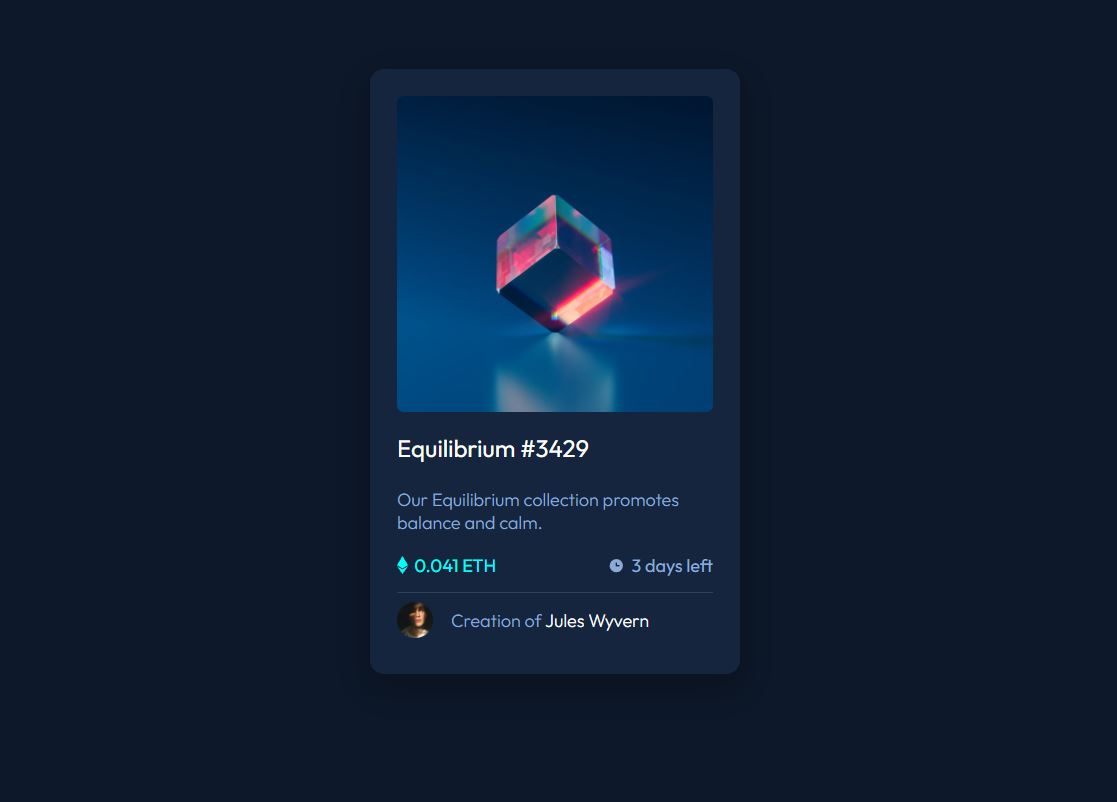 Equilibrium #3429
Our Equilibrium collection promotes
balance and calm.
0.041 ETH
3 days left
Creation of Jules Wyvern